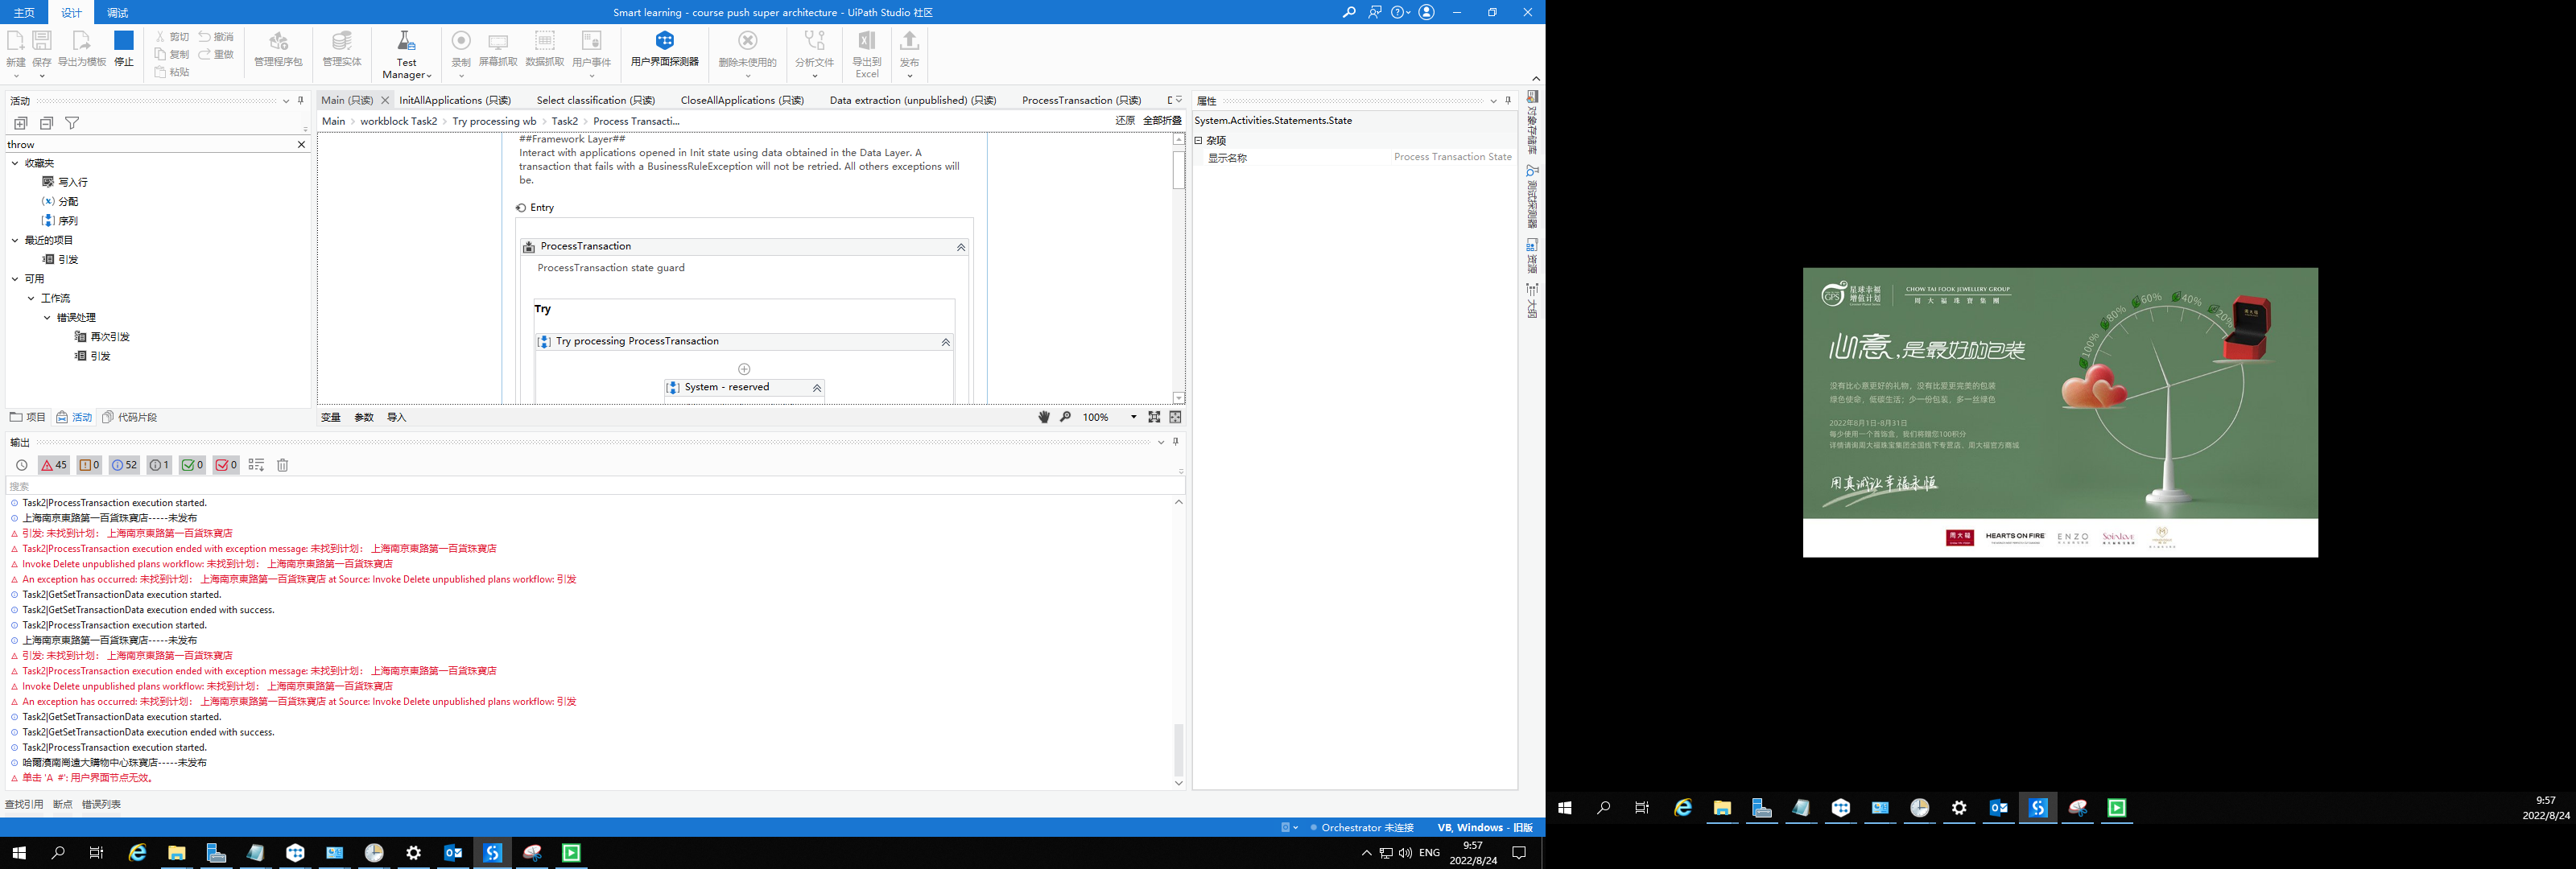 主页 设计 调试
Smart learning - course push super architecture - UiPath Studio 社区
新建 保存 导出为模板 停止
剪切 撤消
复制 重做
粘贴
管理程序包 管理实体
Test Manager
录制 屏幕抓取 数据抓取 用户事件 用户界面探测器 删除未使用的 分析文件
导出到 Excel
发布
活动
throw
收藏夹
写入行
分配
序列
最近的项目
引发
可用
工作流
错误处理
再次引发
引发
项目 活动 代码片段
Main (只读) InitAllApplications (只读) Select classification (只读) CloseAllApplications (只读) Data extraction (unpublished) (只读) ProcessTransaction (只读)
Main workblock Task2 Try processing wb Task2 Process Transacti...
还原 全部折叠
##Framework Layer##
Interact with applications opened in Init state using data obtained in the Data Layer. A
transaction that fails with a BusinessRuleException will not be retried. All others exceptions will
be.
Entry
ProcessTransaction
ProcessTransaction state guard
Try
Try processing ProcessTransaction
System - reserved
变量 参数 导入
100%
属性
System.Activities.Statements.State
杂项
显示名称 Process Transaction State
对象存储库
测试探测器
资源
大纲
输出
45 0 52 1 0 0
搜索
Task2|ProcessTransaction execution started.
上海南京東路第一百貨珠寶店-----未发布
引发: 未找到计划： 上海南京東路第一百貨珠寶店
Task2|ProcessTransaction execution ended with exception message: 未找到计划： 上海南京東路第一百貨珠寶店
Invoke Delete unpublished plans workflow: 未找到计划： 上海南京東路第一百貨珠寶店
An exception has occurred: 未找到计划： 上海南京東路第一百貨珠寶店 at Source: Invoke Delete unpublished plans workflow: 引发
Task2|GetSetTransactionData execution started.
Task2|GetSetTransactionData execution ended with success.
Task2|ProcessTransaction execution started.
上海南京東路第一百貨珠寶店-----未发布
引发: 未找到计划： 上海南京東路第一百貨珠寶店
Task2|ProcessTransaction execution ended with exception message: 未找到计划： 上海南京東路第一百貨珠寶店
Invoke Delete unpublished plans workflow: 未找到计划： 上海南京東路第一百貨珠寶店
An exception has occurred: 未找到计划： 上海南京東路第一百貨珠寶店 at Source: Invoke Delete unpublished plans workflow: 引发
Task2|GetSetTransactionData execution started.
Task2|GetSetTransactionData execution ended with success.
Task2|ProcessTransaction execution started.
哈爾濱南崗遠大購物中心珠寶店-----未发布
单击 'A #': 用户界面节点无效。
查找引用 断点 错误列表
Orchestrator 未连接 VB, Windows - 旧版
ENG
9:57
2022/8/24
GPS
星球幸福
增值计划
CHOW TAI FOOK JEWELLERY GROUP
周大福珠寶集團
心意，是最好的包装
没有比心意更好的礼物，没有比爱更完美的包装
绿色使命，低碳生活；少一份包装，多一丝绿色
2022年8月1日-8月31日
每少使用一个首饰盒，我们将赠您100积分
详情请询周大福珠宝集团全国线下专营店、周大福官方商城
用真诚让幸福永恒
100% 80% 60% 40% 20%
周大福
HEARTS ON FIRE
ENZO
Soinlove
9:57
2022/8/24